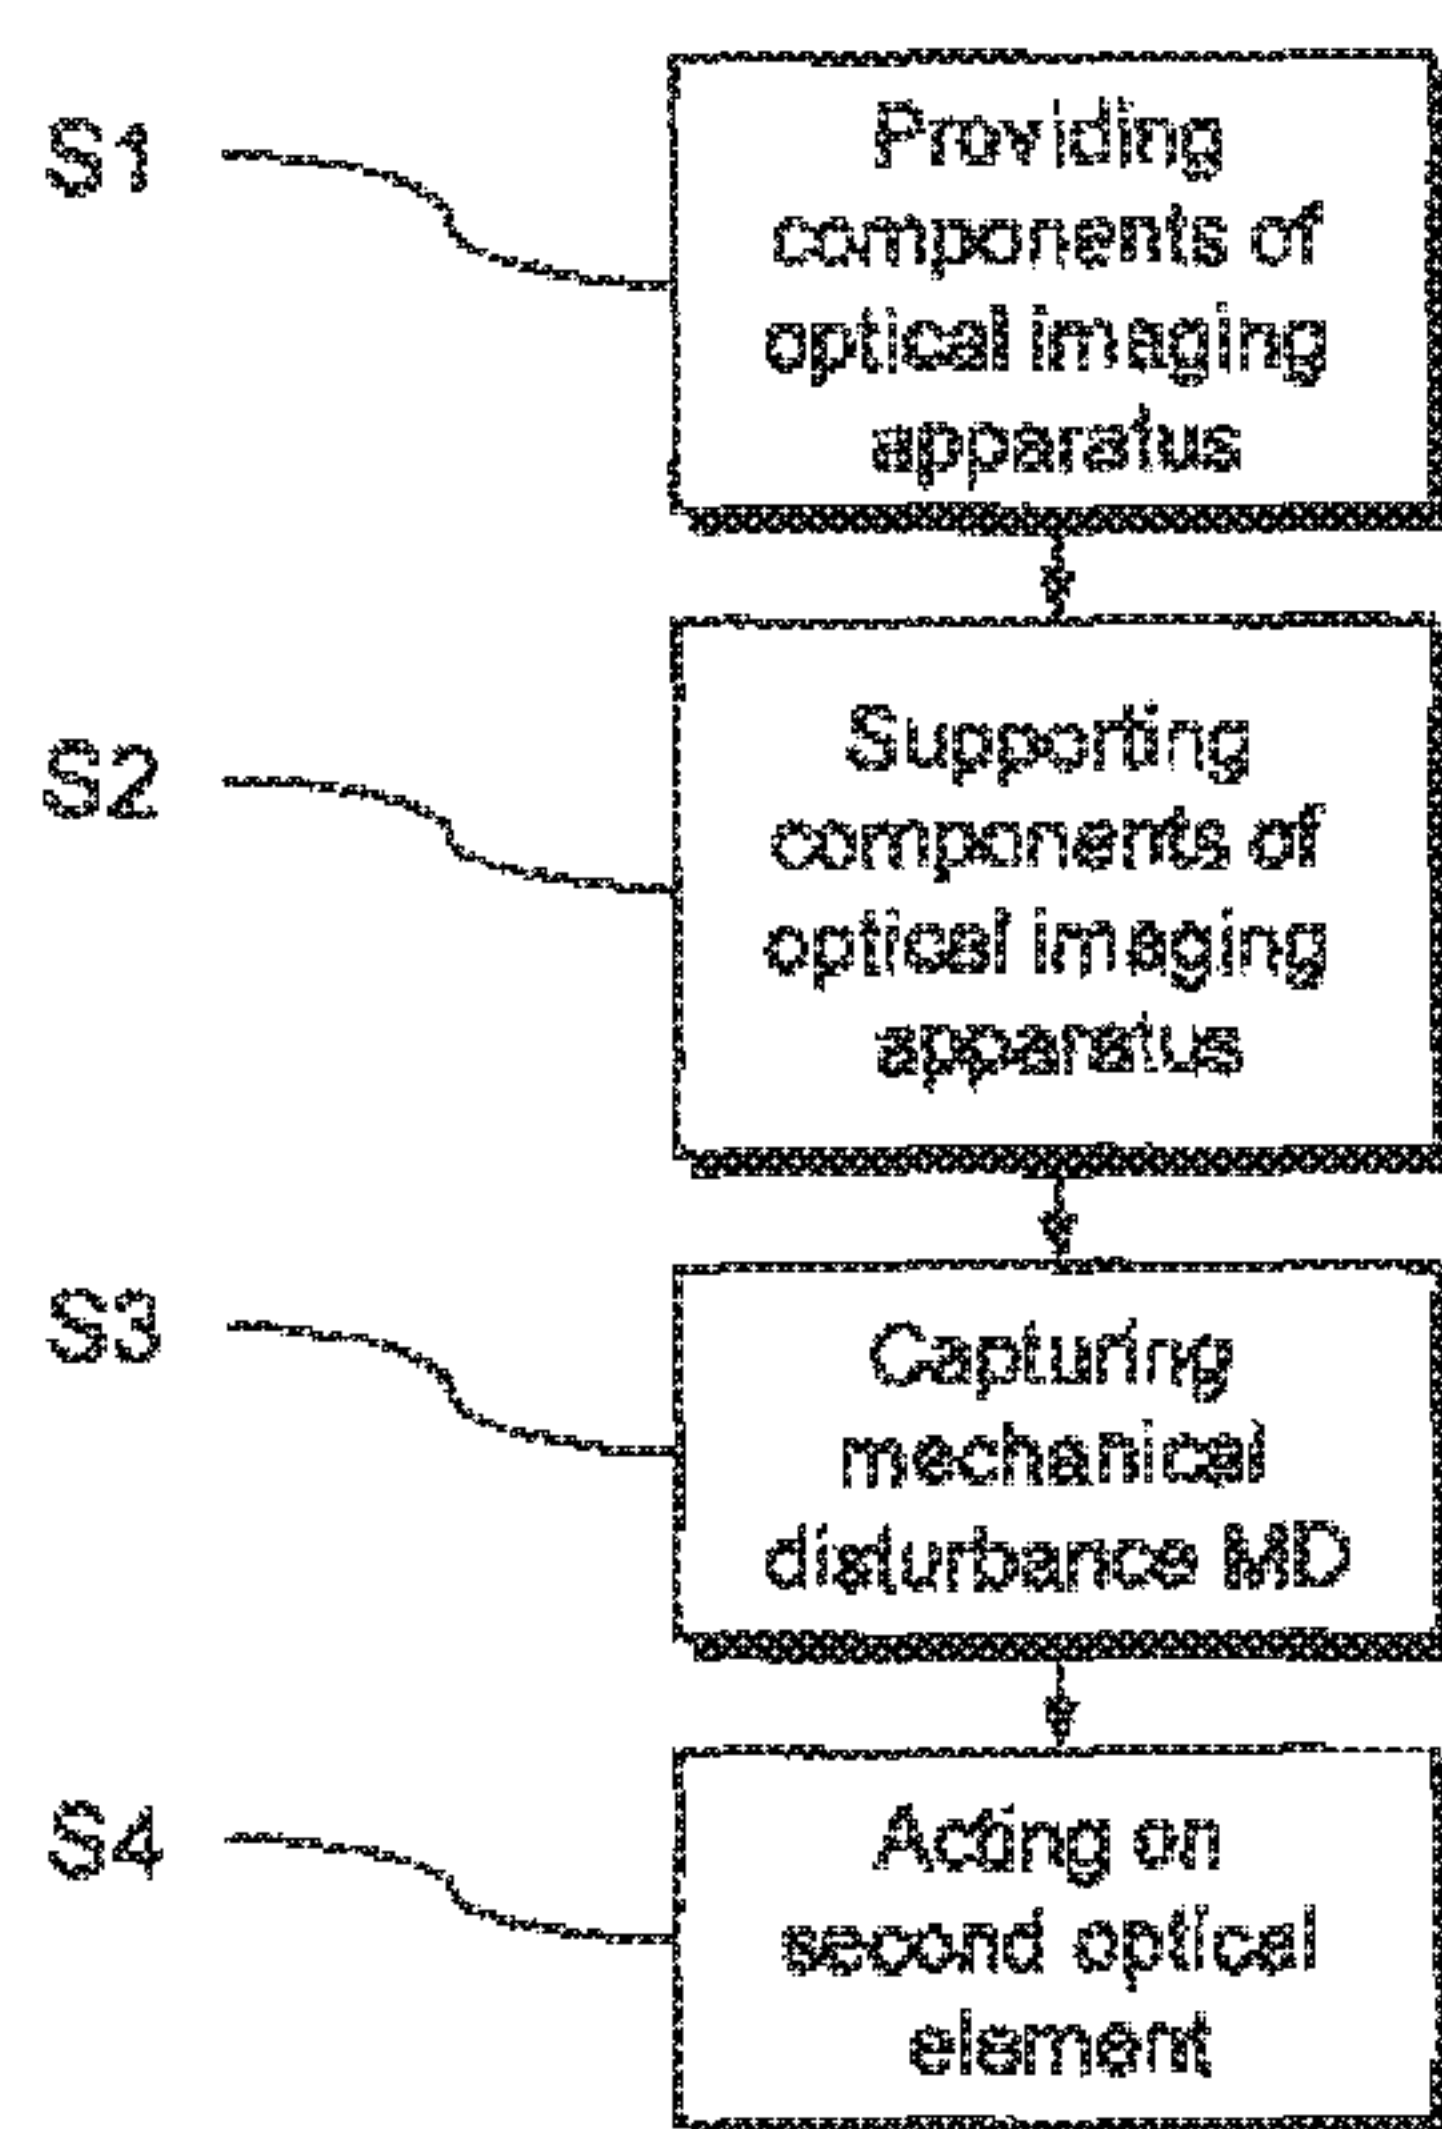 S1
Providing
components of
optical imaging
apparatus
S2
Supporting
components of
optical imaging
apparatus
S3
Capturing
mechanical
disturbance MD
S4
Acting on
second optical
element